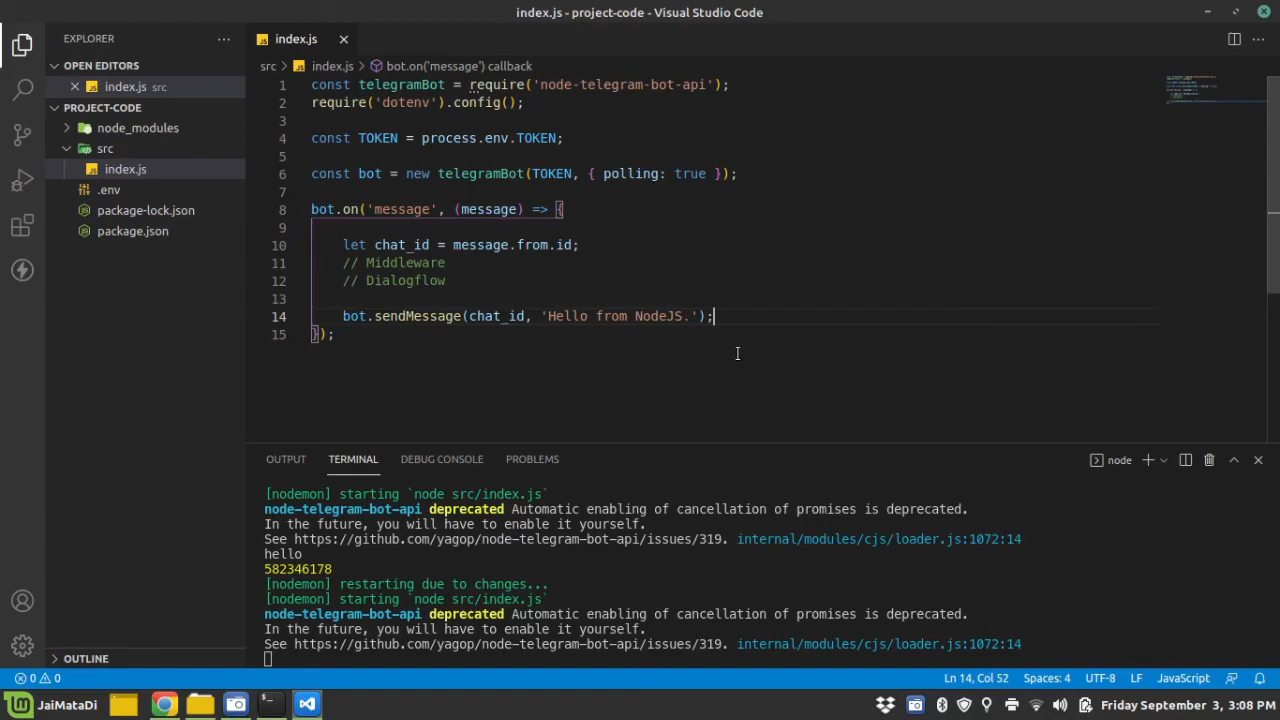 index.js - project-code - Visual Studio Code
EXPLORER
index.js
OPEN EDITORS
index.js src
PROJECT-CODE
node_modules
src
index.js
.env
package-lock.json
package.json
OUTLINE
src > index.js > bot.on('message') callback
1 const telegramBot = require('node-telegram-bot-api');
2 require('dotenv').config();
3
4 const TOKEN = process.env.TOKEN;
5
6 const bot = new telegramBot(TOKEN, { polling: true });
7
8 bot.on('message', (message) => {
9
10 let chat_id = message.from.id;
11 // Middleware
12 // Dialogflow
13
14 bot.sendMessage(chat_id, 'Hello from NodeJS.');
15 });
OUTPUT TERMINAL DEBUG CONSOLE PROBLEMS node
[nodemon] starting `node src/index.js`
node-telegram-bot-api deprecated Automatic enabling of cancellation of promises is deprecated.
In the future, you will have to enable it yourself.
See https://github.com/yagop/node-telegram-bot-api/issues/319. internal/modules/cjs/loader.js:1072:14
hello
582346178
[nodemon] restarting due to changes...
[nodemon] starting `node src/index.js`
node-telegram-bot-api deprecated Automatic enabling of cancellation of promises is deprecated.
In the future, you will have to enable it yourself.
See https://github.com/yagop/node-telegram-bot-api/issues/319. internal/modules/cjs/loader.js:1072:14
0 0 Ln 14, Col 52 Spaces: 4 UTF-8 LF JavaScript
JaiMataDi Friday September 3, 3:08 PM